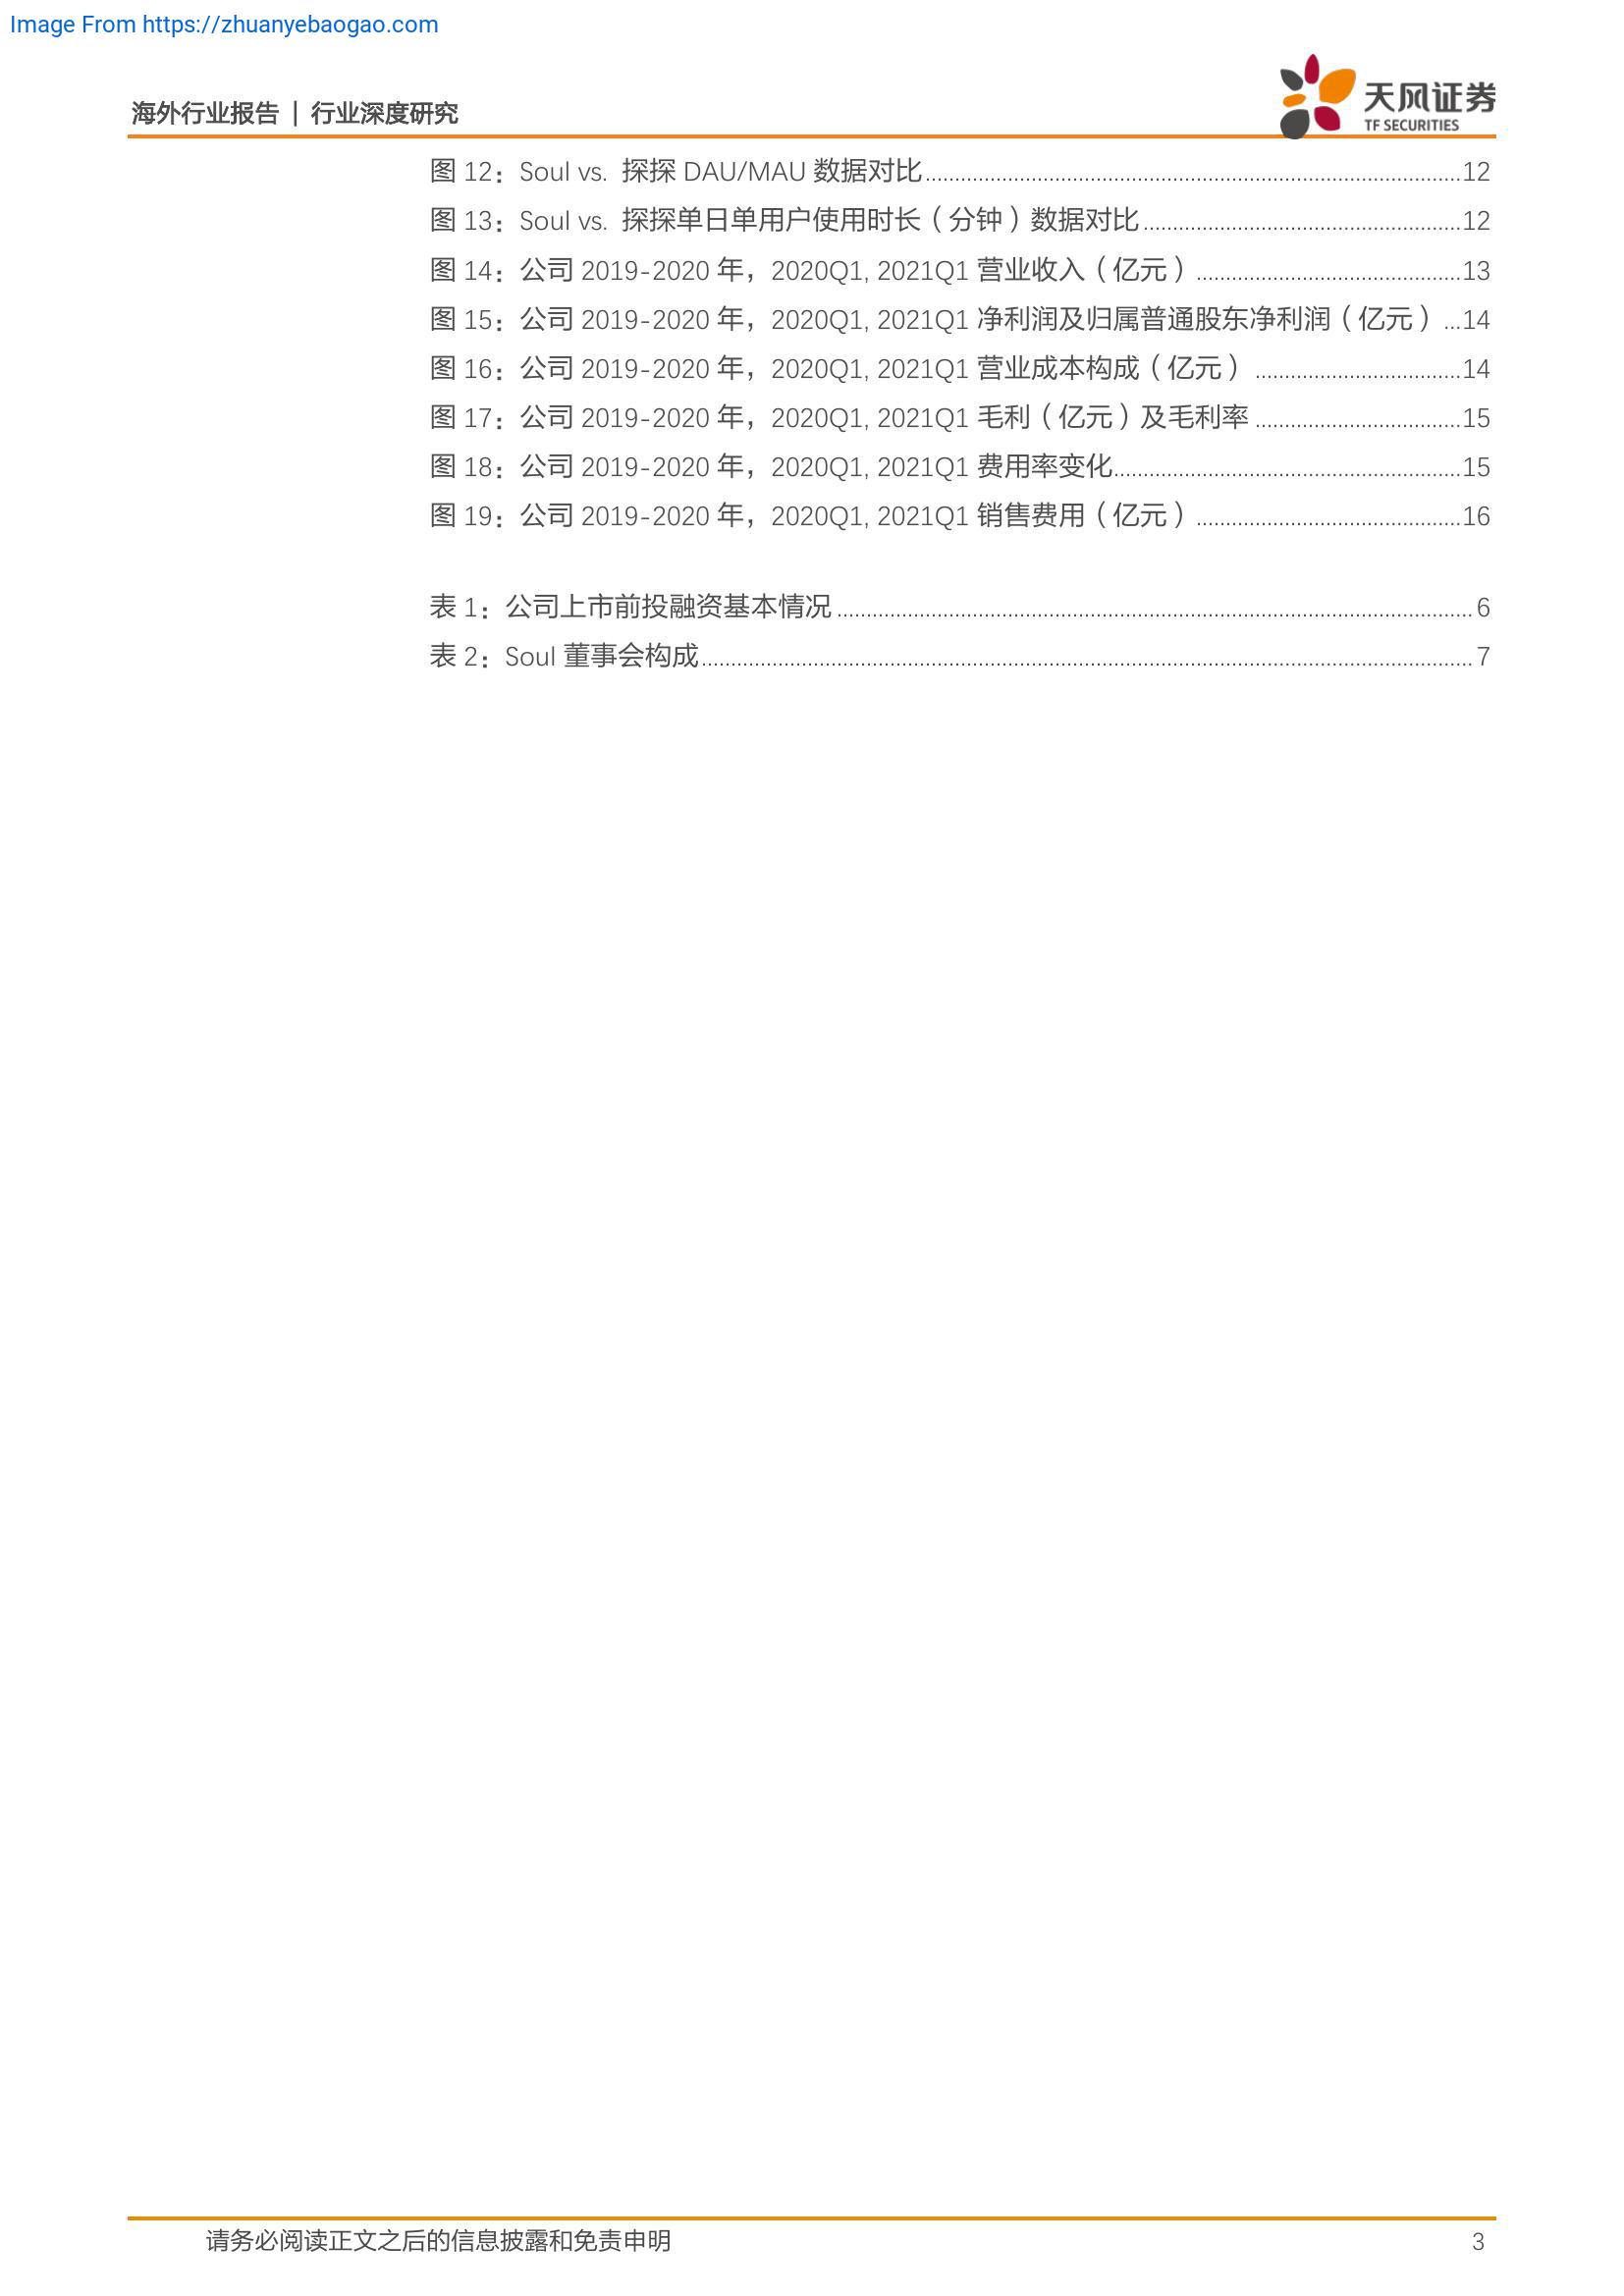 Image From https://zhuanyebaogao.com
海外行业报告 | 行业深度研究
天风证券
TF SECURITIES
图 12：Soul vs. 探探 DAU/MAU 数据对比 12
图 13：Soul vs. 探探单日单用户使用时长（分钟）数据对比 12
图 14：公司 2019-2020 年，2020Q1, 2021Q1 营业收入（亿元） 13
图 15：公司 2019-2020 年，2020Q1, 2021Q1 净利润及归属普通股东净利润（亿元） ...14
图 16：公司 2019-2020 年，2020Q1, 2021Q1 营业成本构成（亿元） 14
图 17：公司 2019-2020 年，2020Q1, 2021Q1 毛利（亿元）及毛利率 15
图 18：公司 2019-2020 年，2020Q1, 2021Q1 费用率变化 15
图 19：公司 2019-2020 年，2020Q1, 2021Q1 销售费用（亿元） 16
表 1：公司上市前投融资基本情况 6
表 2：Soul 董事会构成 7
请务必阅读正文之后的信息披露和免责申明 3